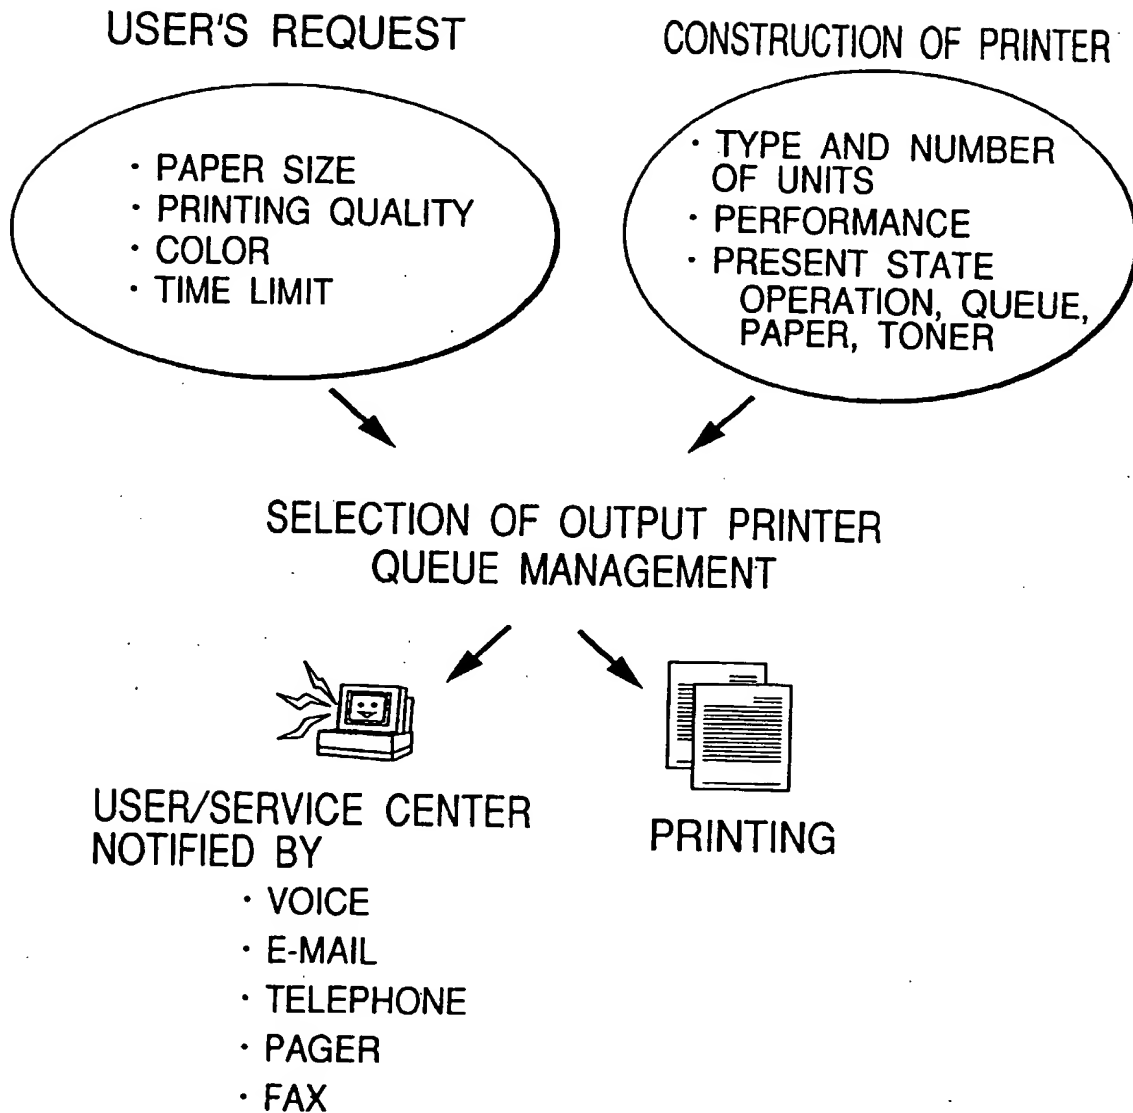 USER'S REQUEST
· PAPER SIZE
· PRINTING QUALITY
· COLOR
· TIME LIMIT
CONSTRUCTION OF PRINTER
· TYPE AND NUMBER
OF UNITS
· PERFORMANCE
· PRESENT STATE
OPERATION, QUEUE,
PAPER, TONER
SELECTION OF OUTPUT PRINTER
QUEUE MANAGEMENT
USER/SERVICE CENTER
NOTIFIED BY
· VOICE
· E-MAIL
· TELEPHONE
· PAGER
· FAX
PRINTING